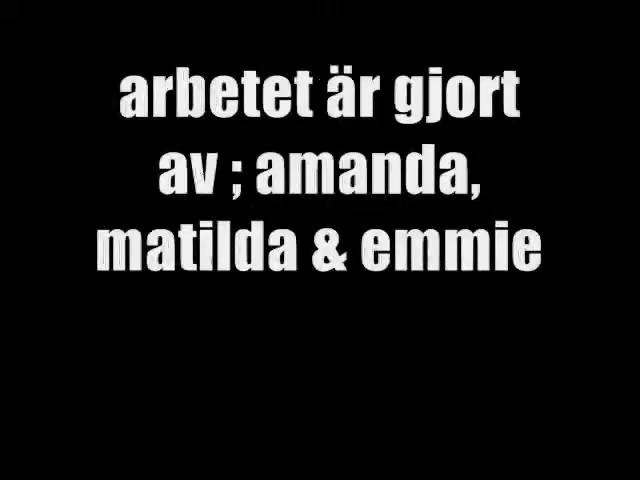 arbetet är gjort
av ; amanda,
matilda & emmie